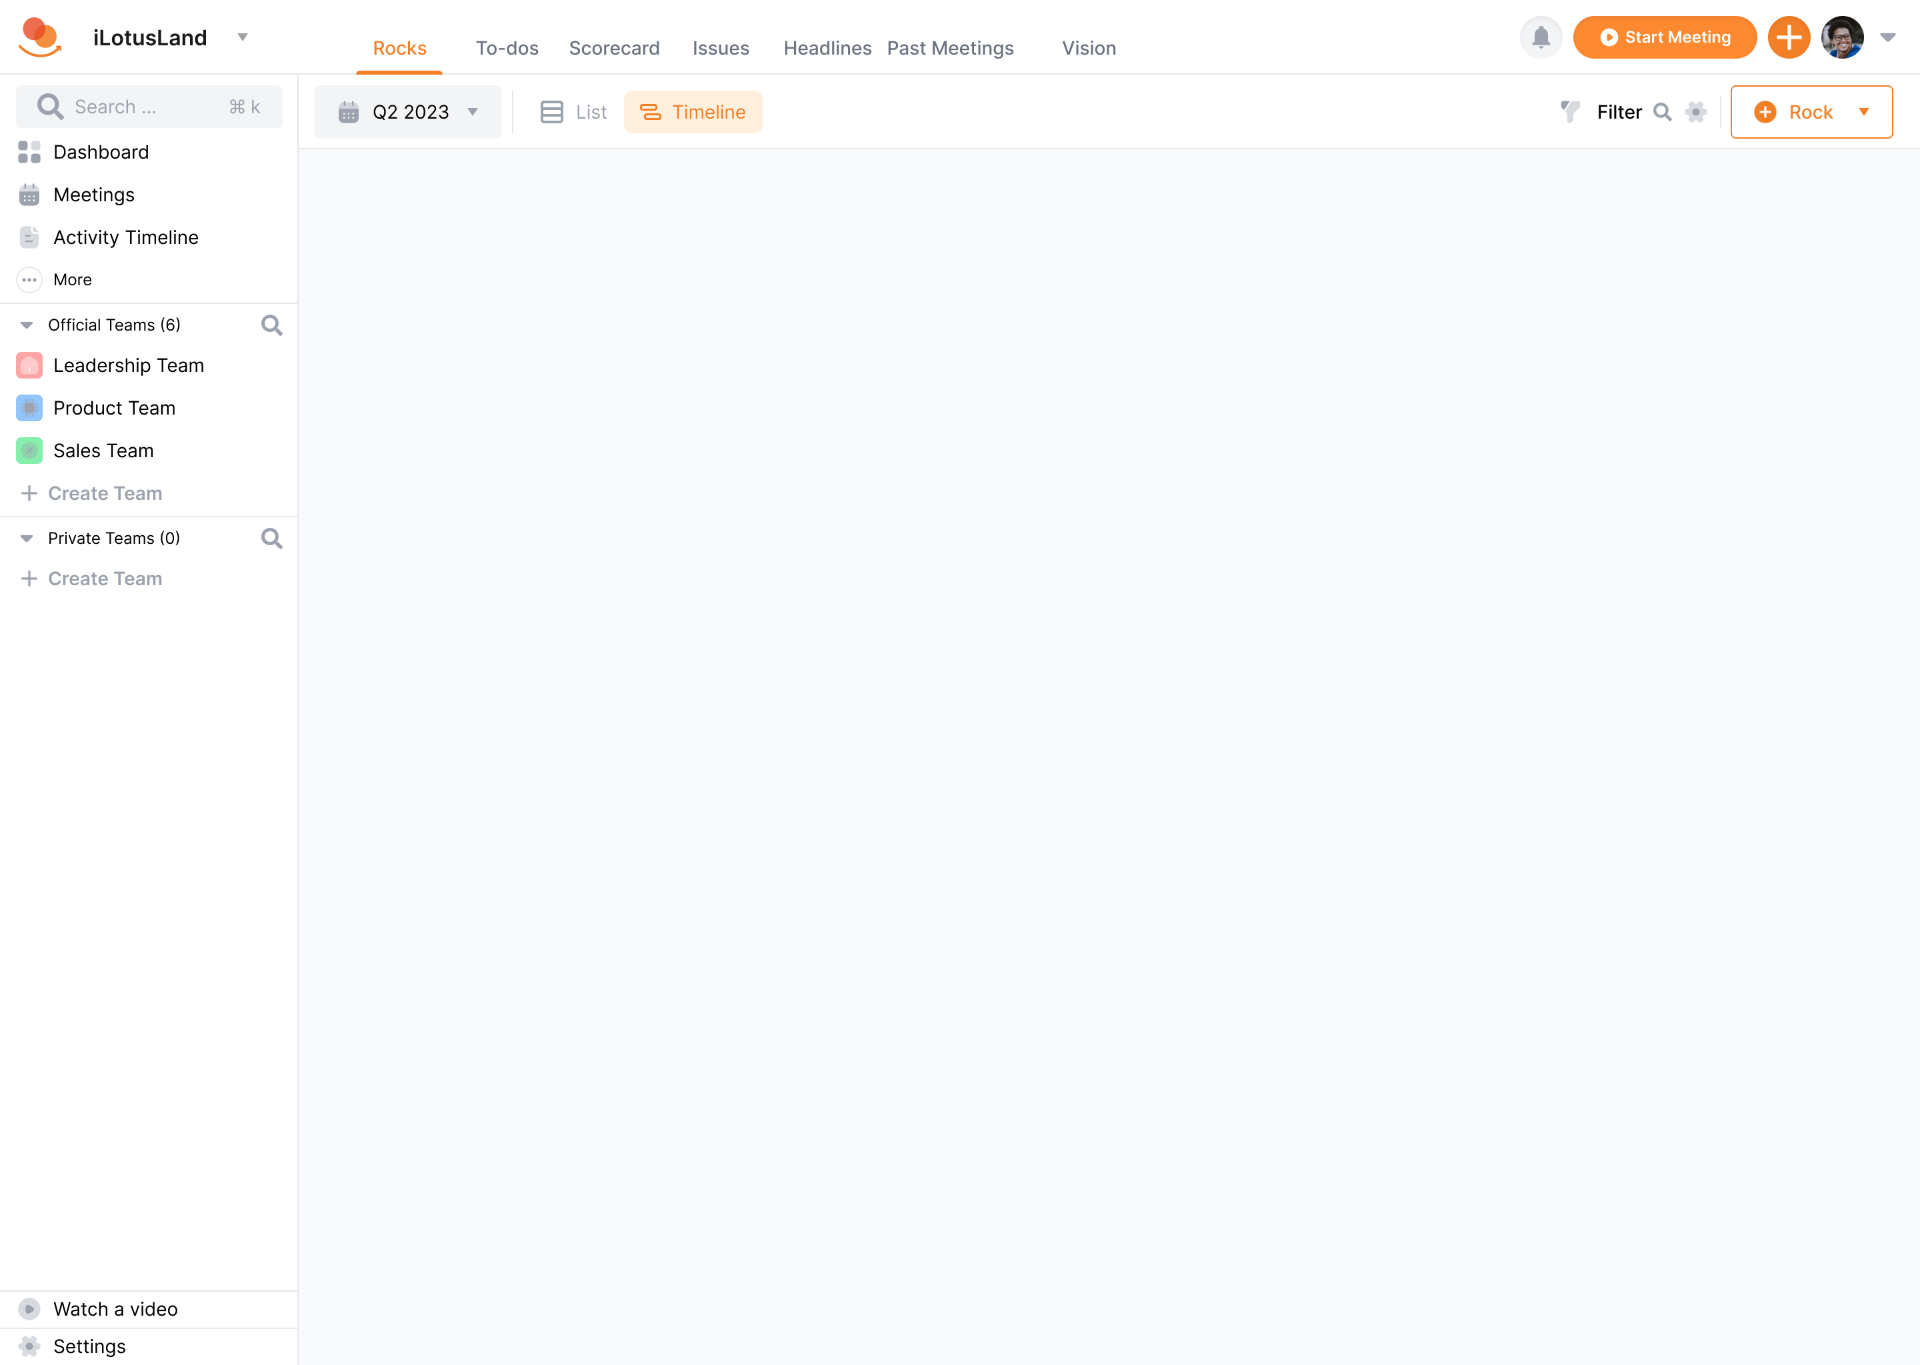 iLotusLand
Rocks
To-dos
Scorecard
Issues
Headlines
Past Meetings
Vision
Start Meeting
Search ...
⌘ k
Q2 2023
List
Timeline
Filter
Rock
Dashboard
Meetings
Activity Timeline
More
Official Teams (6)
Leadership Team
Product Team
Sales Team
Create Team
Private Teams (0)
Create Team
Watch a video
Settings